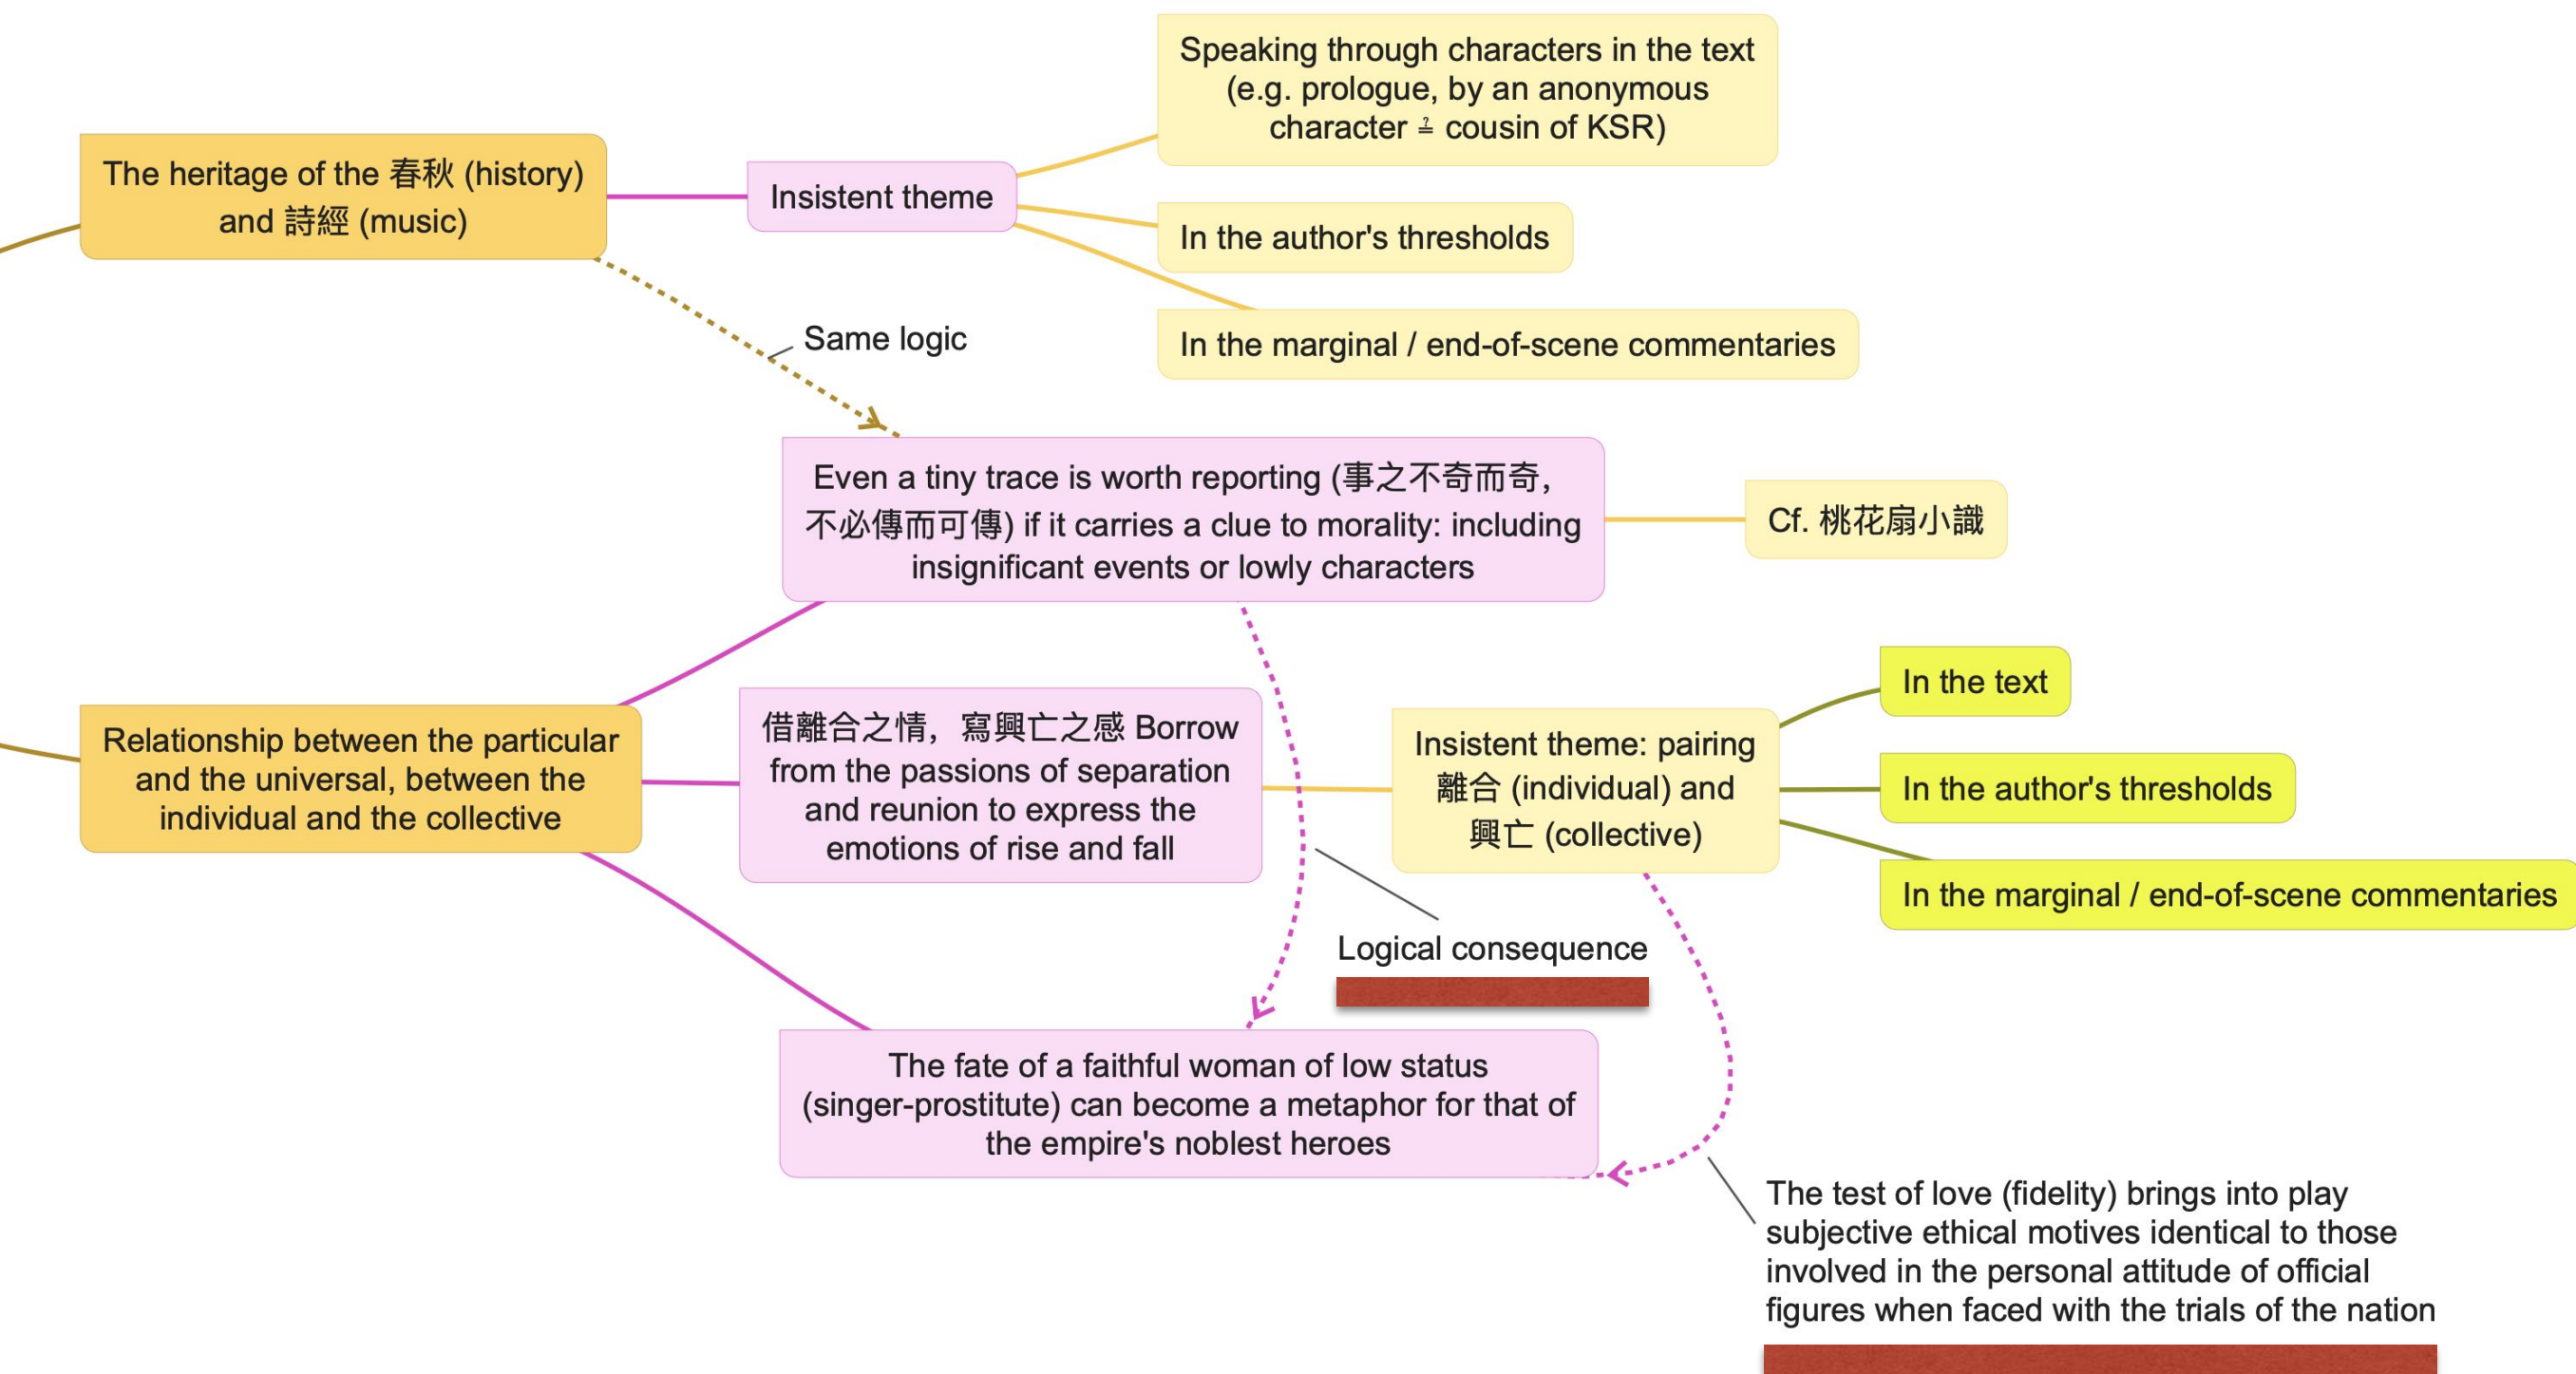 Speaking through characters in the text
(e.g. prologue, by an anonymous
character ≟ cousin of KSR)
The heritage of the 春秋 (history)
and 詩經 (music)
Insistent theme
In the author's thresholds
In the marginal / end-of-scene commentaries
Same logic
Even a tiny trace is worth reporting (事之不奇而奇，
不必傳而可傳) if it carries a clue to morality: including
insignificant events or lowly characters
Cf. 桃花扇小識
Relationship between the particular
and the universal, between the
individual and the collective
借離合之情，寫興亡之感 Borrow
from the passions of separation
and reunion to express the
emotions of rise and fall
Insistent theme: pairing
離合 (individual) and
興亡 (collective)
In the text
In the author's thresholds
In the marginal / end-of-scene commentaries
Logical consequence
The fate of a faithful woman of low status
(singer-prostitute) can become a metaphor for that of
the empire's noblest heroes
The test of love (fidelity) brings into play
subjective ethical motives identical to those
involved in the personal attitude of official
figures when faced with the trials of the nation